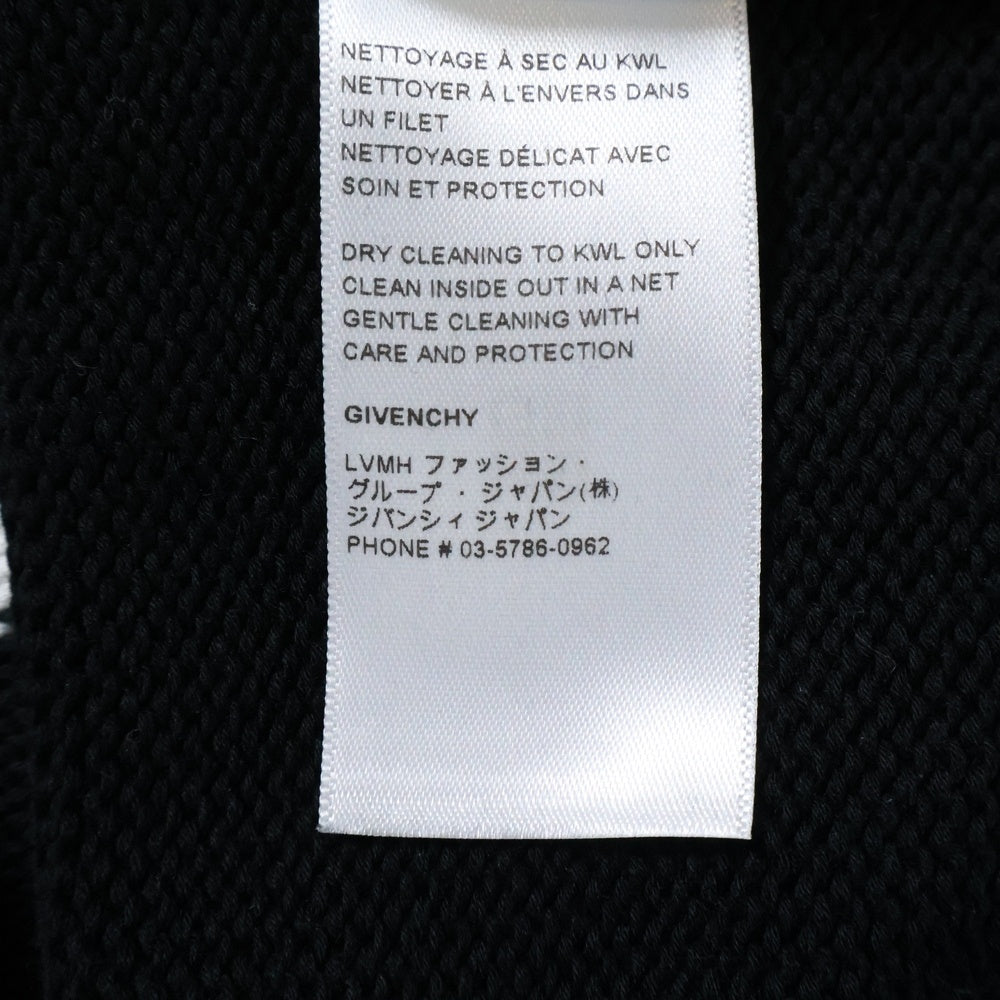 NETTOYAGE À SEC AU KWL
NETTOYER À L'ENVERS DANS
UN FILET
NETTOYAGE DÉLICAT AVEC
SOIN ET PROTECTION
DRY CLEANING TO KWL ONLY
CLEAN INSIDE OUT IN A NET
GENTLE CLEANING WITH
CARE AND PROTECTION
GIVENCHY
LVMH ファッション・
グループ・ジャパン(株)
ジバンシィ ジャパン
PHONE # 03-5786-0962